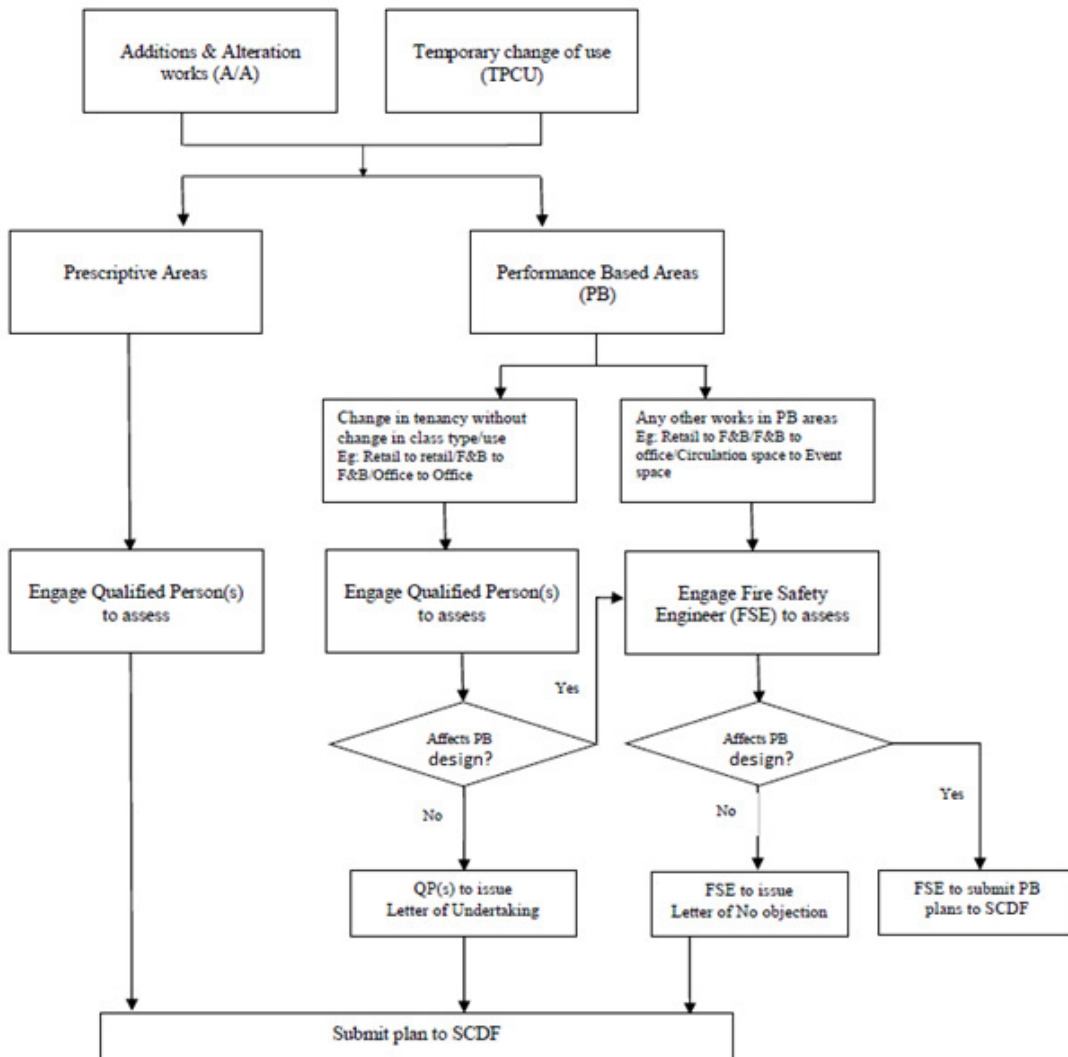 Additions & Alteration
works (A/A)
Temporary change of use
(TPCU)
Prescriptive Areas
Performance Based Areas
(PB)
Change in tenancy without
change in class type/use
Eg: Retail to retail/F&B to
F&B/Office to Office
Any other works in PB areas
Eg: Retail to F&B/F&B to
office/Circulation space to Event
space
Engage Qualified Person(s)
to assess
Engage Qualified Person(s)
to assess
Engage Fire Safety
Engineer (FSE) to assess
Yes
Affects PB
design?
Affects PB
design?
No
No
Yes
QP(s) to issue
Letter of Undertaking
FSE to issue
Letter of No objection
FSE to submit PB
plans to SCDF
Submit plan to SCDF